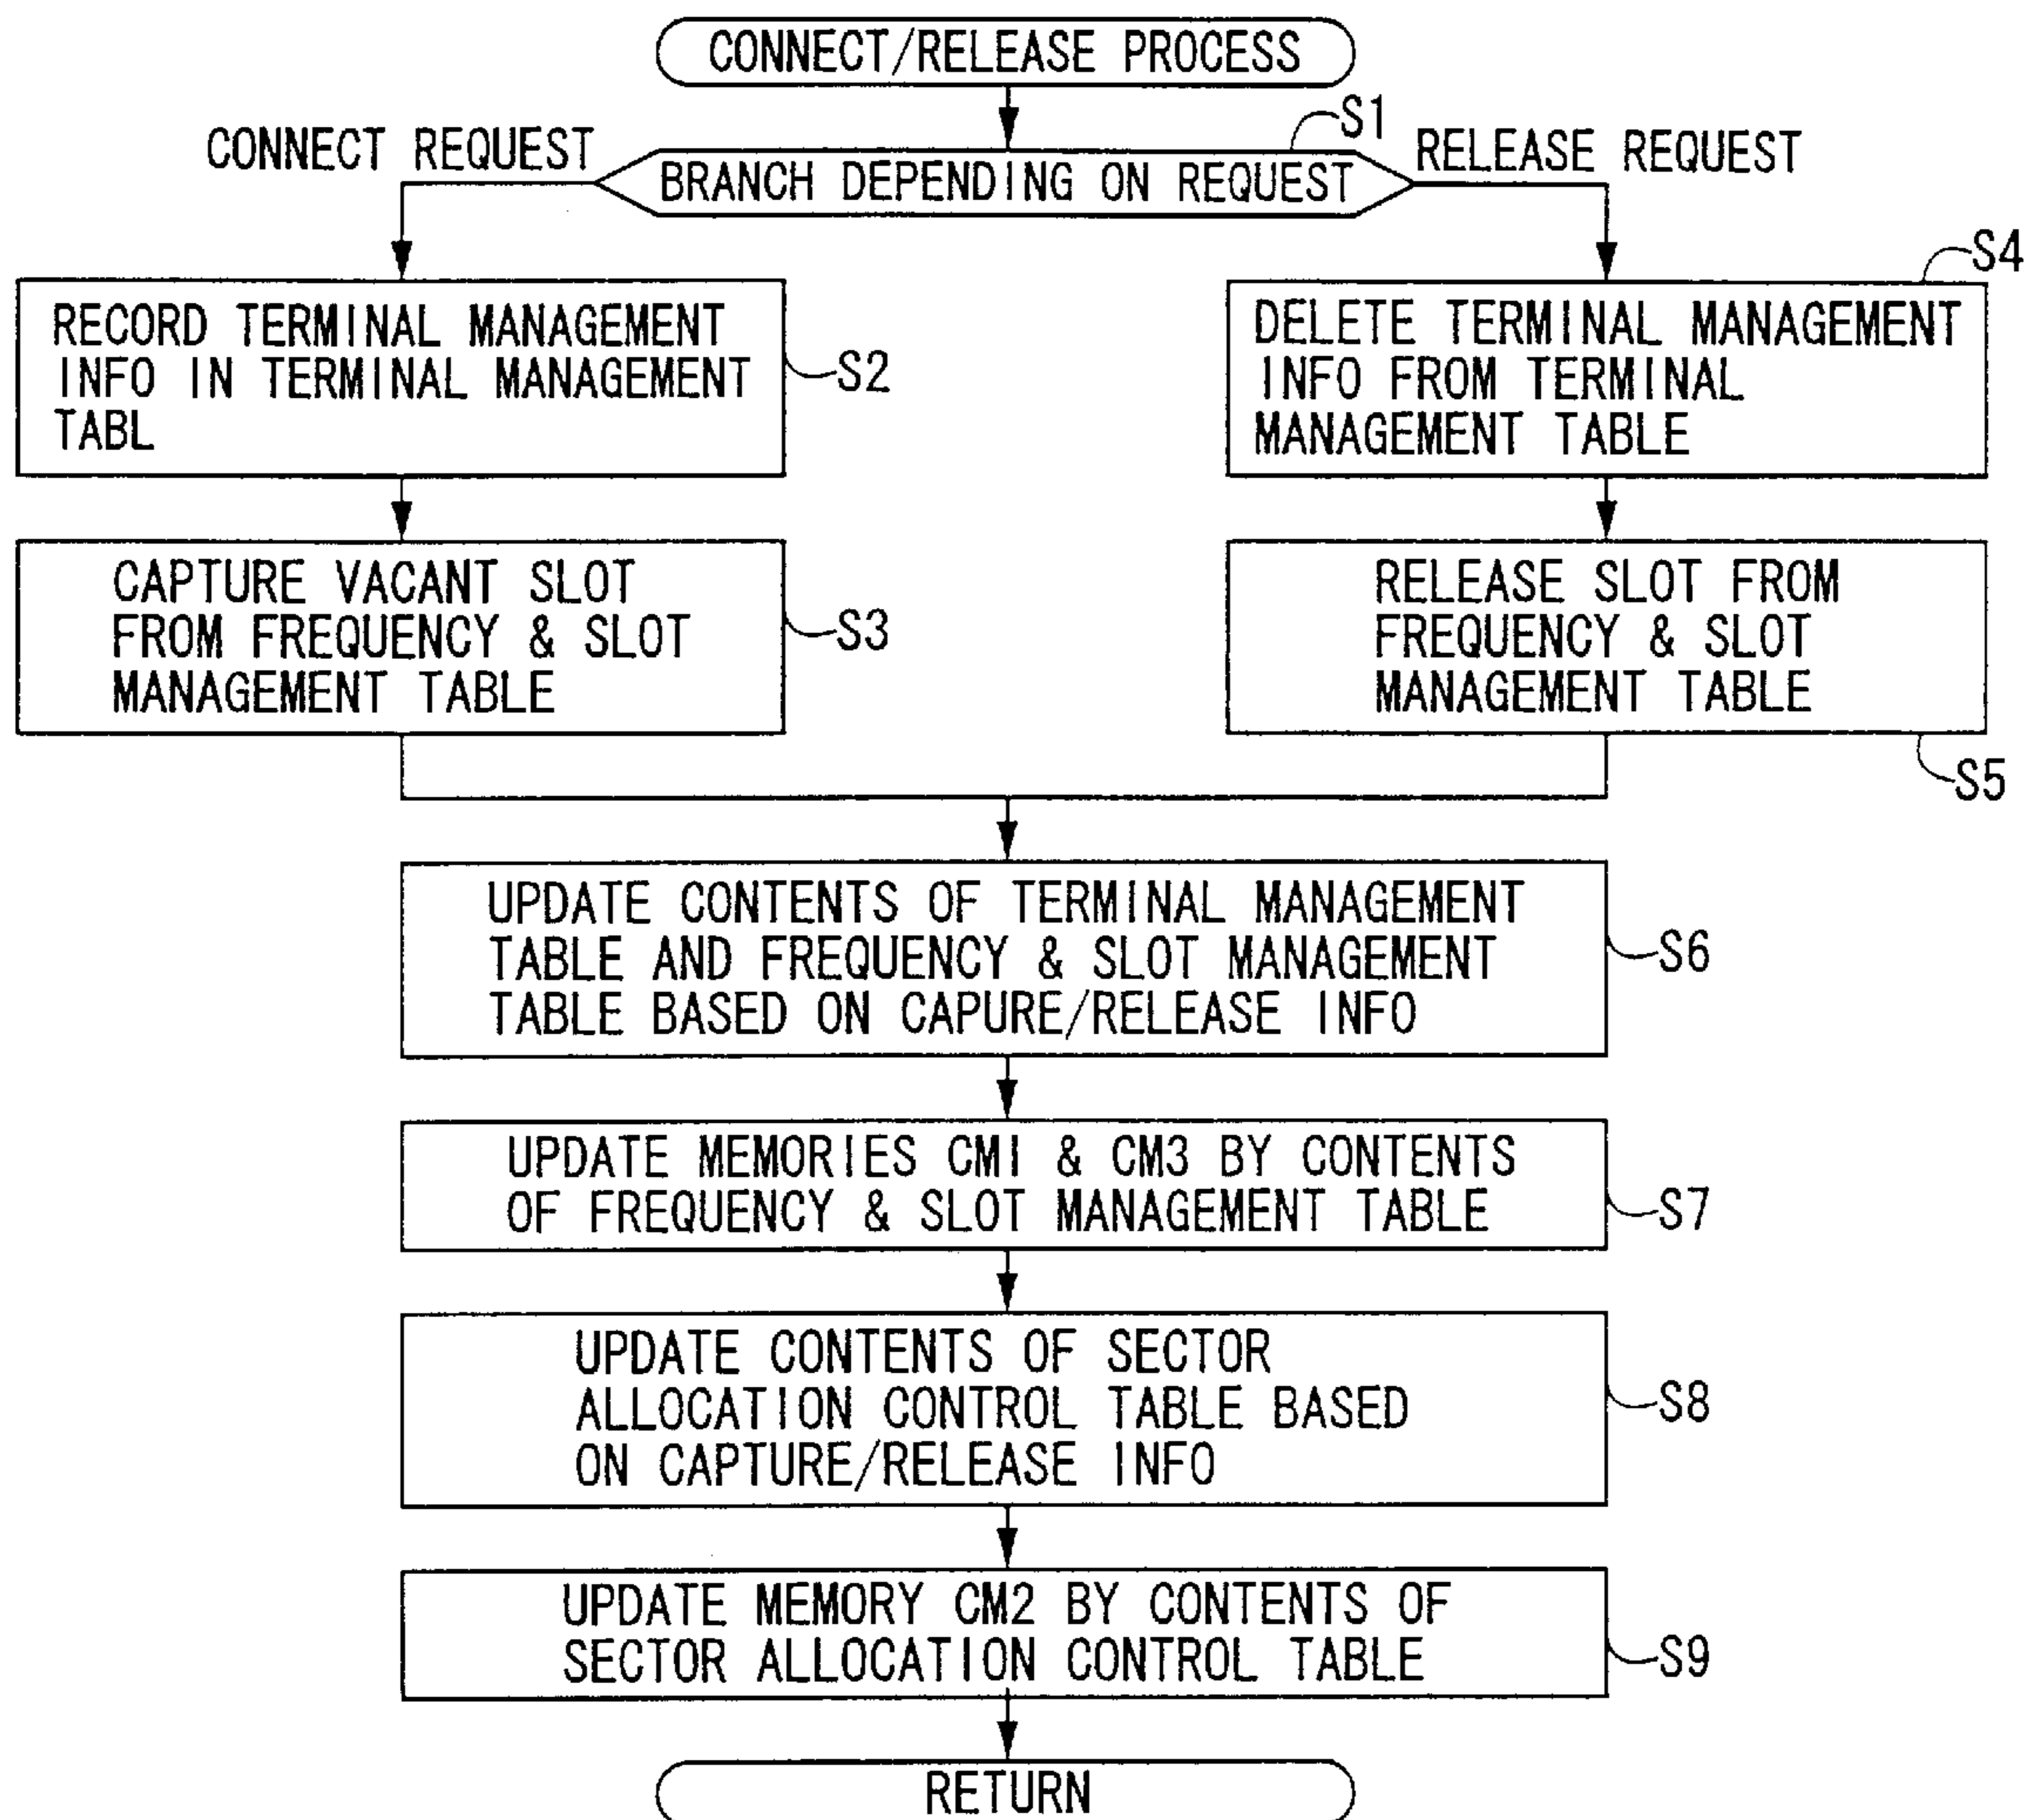 CONNECT/RELEASE PROCESS
S1
CONNECT REQUEST
RELEASE REQUEST
BRANCH DEPENDING ON REQUEST
RECORD TERMINAL MANAGEMENT
INFO IN TERMINAL MANAGEMENT
TABL
S2
S4
DELETE TERMINAL MANAGEMENT
INFO FROM TERMINAL
MANAGEMENT TABLE
CAPTURE VACANT SLOT
FROM FREQUENCY & SLOT
MANAGEMENT TABLE
S3
RELEASE SLOT FROM
FREQUENCY & SLOT
MANAGEMENT TABLE
S5
UPDATE CONTENTS OF TERMINAL MANAGEMENT
TABLE AND FREQUENCY & SLOT MANAGEMENT
TABLE BASED ON CAPURE/RELEASE INFO
S6
UPDATE MEMORIES CM1 & CM3 BY CONTENTS
OF FREQUENCY & SLOT MANAGEMENT TABLE
S7
UPDATE CONTENTS OF SECTOR
ALLOCATION CONTROL TABLE BASED
ON CAPTURE/RELEASE INFO
S8
UPDATE MEMORY CM2 BY CONTENTS OF
SECTOR ALLOCATION CONTROL TABLE
S9
RETURN